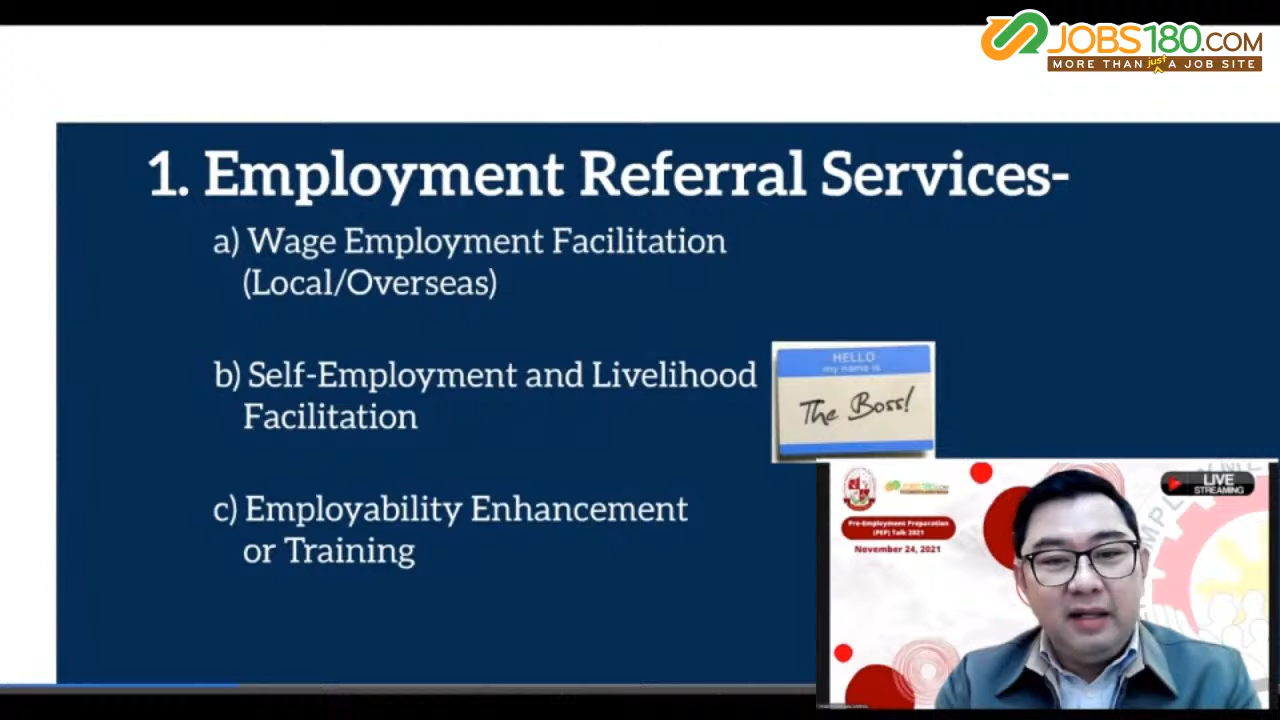 JOBS180.COM
MORE THAN just A JOB SITE
1. Employment Referral Services-
a) Wage Employment Facilitation
(Local/Overseas)
b) Self-Employment and Livelihood
Facilitation
HELLO
my name is
The Boss!
c) Employability Enhancement
or Training
JOBS180.COM
LIVE
STREAMING
Pre-Employment Preparation
(PEP) Talk 2021
November 24, 2021